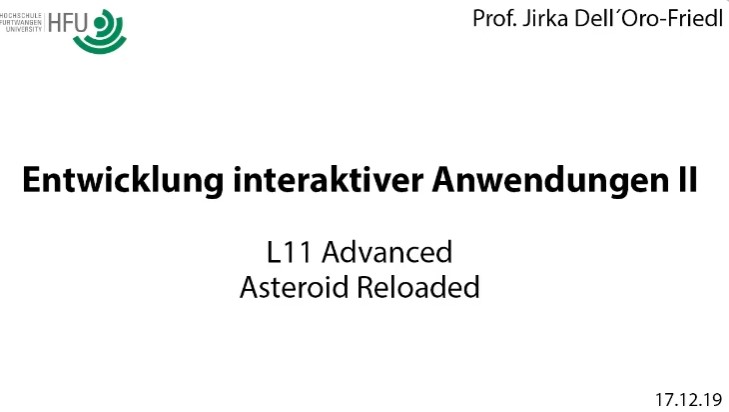 HOCHSCHULE
FURTWANGEN
UNIVERSITY
HFU
Prof. Jirka Dell´Oro-Friedl
Entwicklung interaktiver Anwendungen II
L11 Advanced
Asteroid Reloaded
17.12.19